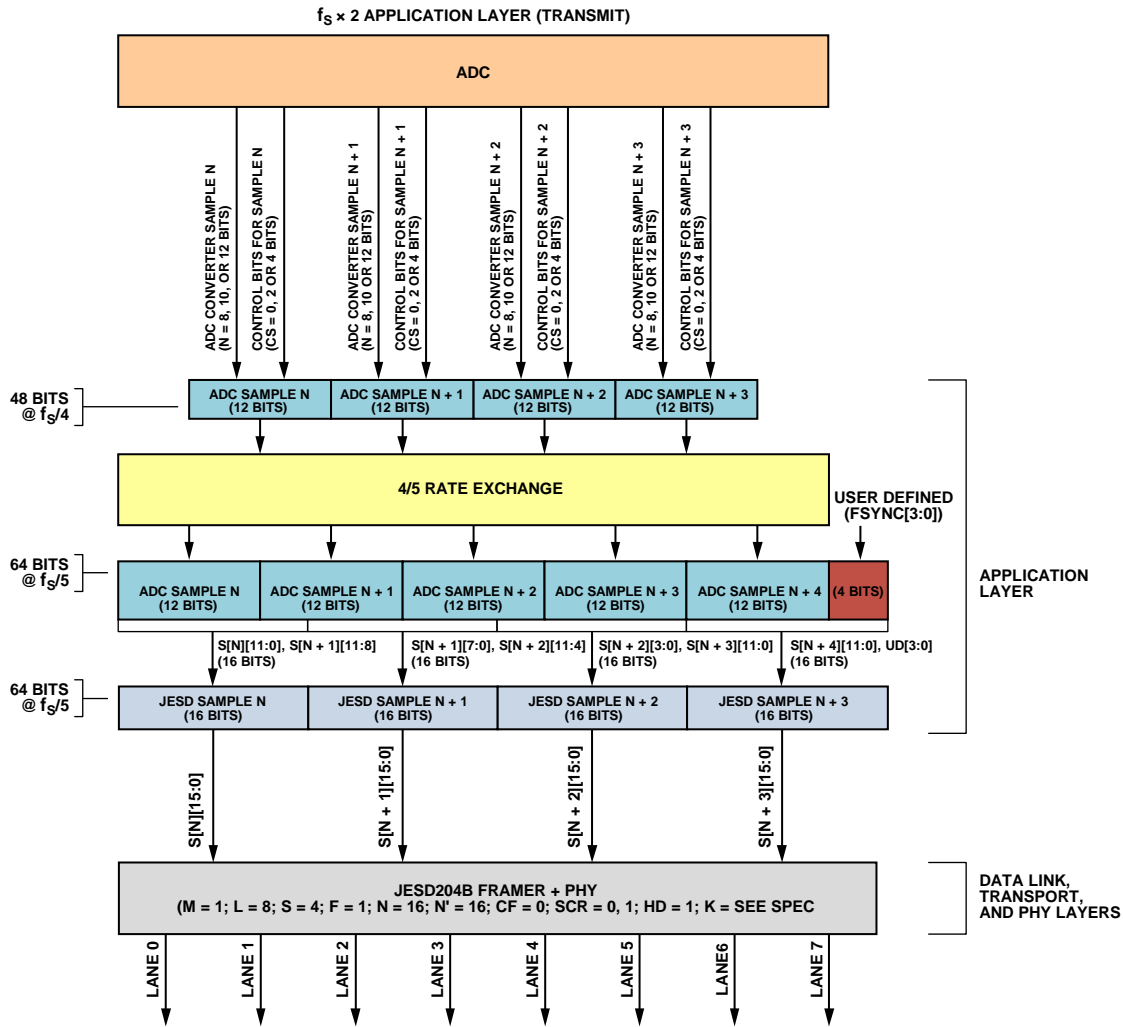 fS × 2 APPLICATION LAYER (TRANSMIT)
ADC
ADC CONVERTER SAMPLE N
(N = 8, 10, OR 12 BITS)
CONTROL BITS FOR SAMPLE N
(CS = 0, 2 OR 4 BITS)
ADC CONVERTER SAMPLE N + 1
(N = 8, 10 OR 12 BITS)
CONTROL BITS FOR SAMPLE N + 1
(CS = 0, 2 OR 4 BITS)
ADC CONVERTER SAMPLE N + 2
(N = 8, 10 OR 12 BITS)
CONTROL BITS FOR SAMPLE N + 2
(CS = 0, 2 OR 4 BITS)
ADC CONVERTER SAMPLE N + 3
(N = 8, 10 OR 12 BITS)
CONTROL BITS FOR SAMPLE N + 3
(CS = 0, 2 OR 4 BITS)
48 BITS
@ fS/4
ADC SAMPLE N
(12 BITS)
ADC SAMPLE N + 1
(12 BITS)
ADC SAMPLE N + 2
(12 BITS)
ADC SAMPLE N + 3
(12 BITS)
4/5 RATE EXCHANGE
USER DEFINED
(FSYNC[3:0])
64 BITS
@ fS/5
ADC SAMPLE N
(12 BITS)
ADC SAMPLE N + 1
(12 BITS)
ADC SAMPLE N + 2
(12 BITS)
ADC SAMPLE N + 3
(12 BITS)
ADC SAMPLE N + 4
(12 BITS)
(4 BITS)
APPLICATION
LAYER
S[N][11:0], S[N + 1][11:8]
(16 BITS)
S[N + 1][7:0], S[N + 2][11:4]
(16 BITS)
S[N + 2][3:0], S[N + 3][11:0]
(16 BITS)
S[N + 4][11:0], UD[3:0]
(16 BITS)
64 BITS
@ fS/5
JESD SAMPLE N
(16 BITS)
JESD SAMPLE N + 1
(16 BITS)
JESD SAMPLE N + 2
(16 BITS)
JESD SAMPLE N + 3
(16 BITS)
S[N][15:0]
S[N + 1][15:0]
S[N + 2][15:0]
S[N + 3][15:0]
JESD204B FRAMER + PHY
(M = 1; L = 8; S = 4; F = 1; N = 16; N' = 16; CF = 0; SCR = 0, 1; HD = 1; K = SEE SPEC
DATA LINK,
TRANSPORT,
AND PHY LAYERS
LANE 0
LANE 1
LANE 2
LANE 3
LANE 4
LANE 5
LANE6
LANE 7